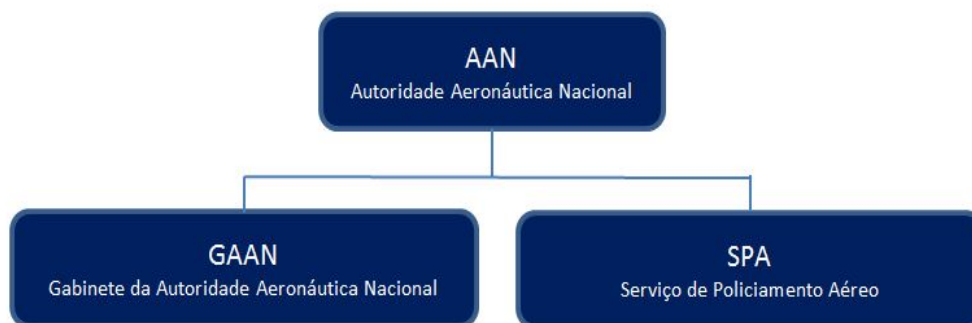 AAN
Autoridade Aeronáutica Nacional
GAAN
Gabinete da Autoridade Aeronáutica Nacional
SPA
Serviço de Policiamento Aéreo